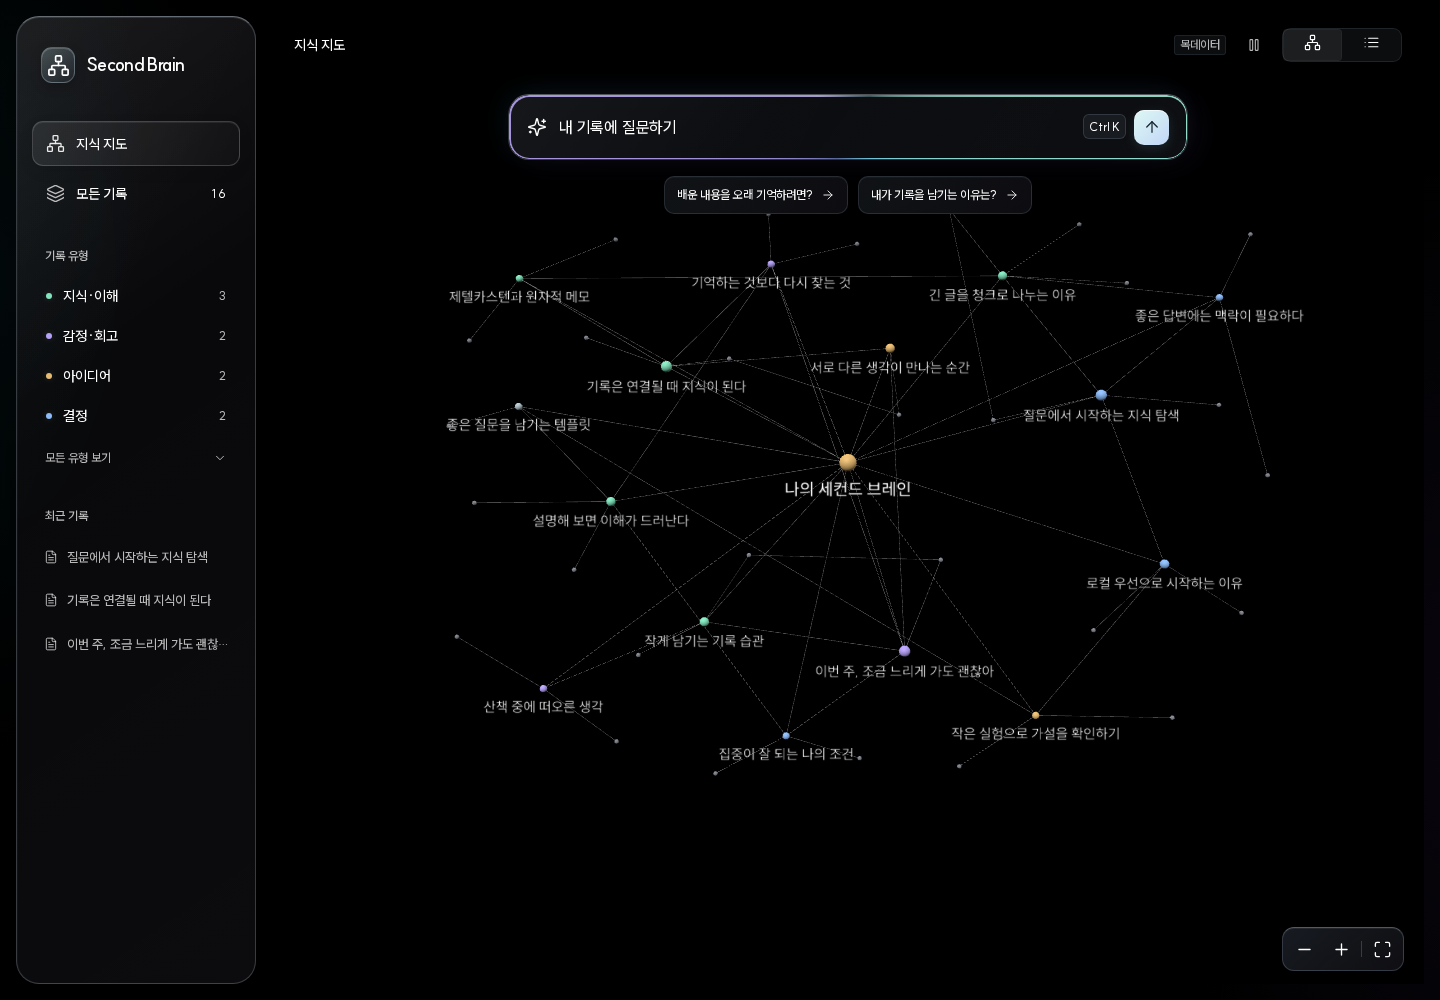 Second Brain
지식 지도
모든 기록 16
기록 유형
지식·이해 3
감정·회고 2
아이디어 2
결정 2
모든 유형 보기
최근 기록
질문에서 시작하는 지식 탐색
기록은 연결될 때 지식이 된다
이번 주, 조금 느리게 가도 괜찮…
지식 지도
목데이터
내 기록에 질문하기
Ctrl K
배운 내용을 오래 기억하려면?
내가 기록을 남기는 이유는?
기억하는 것보다 다시 찾는 것
제텔카스텐과 원자적 메모
긴 글을 청크로 나누는 이유
좋은 답변에는 맥락이 필요하다
서로 다른 생각이 만나는 순간
기록은 연결될 때 지식이 된다
질문에서 시작하는 지식 탐색
좋은 질문을 남기는 템플릿
나의 세컨드 브레인
설명해 보면 이해가 드러난다
로컬 우선으로 시작하는 이유
작게 남기는 기록 습관
이번 주, 조금 느리게 가도 괜찮아
산책 중에 떠오른 생각
작은 실험으로 가설을 확인하기
집중이 잘 되는 나의 조건